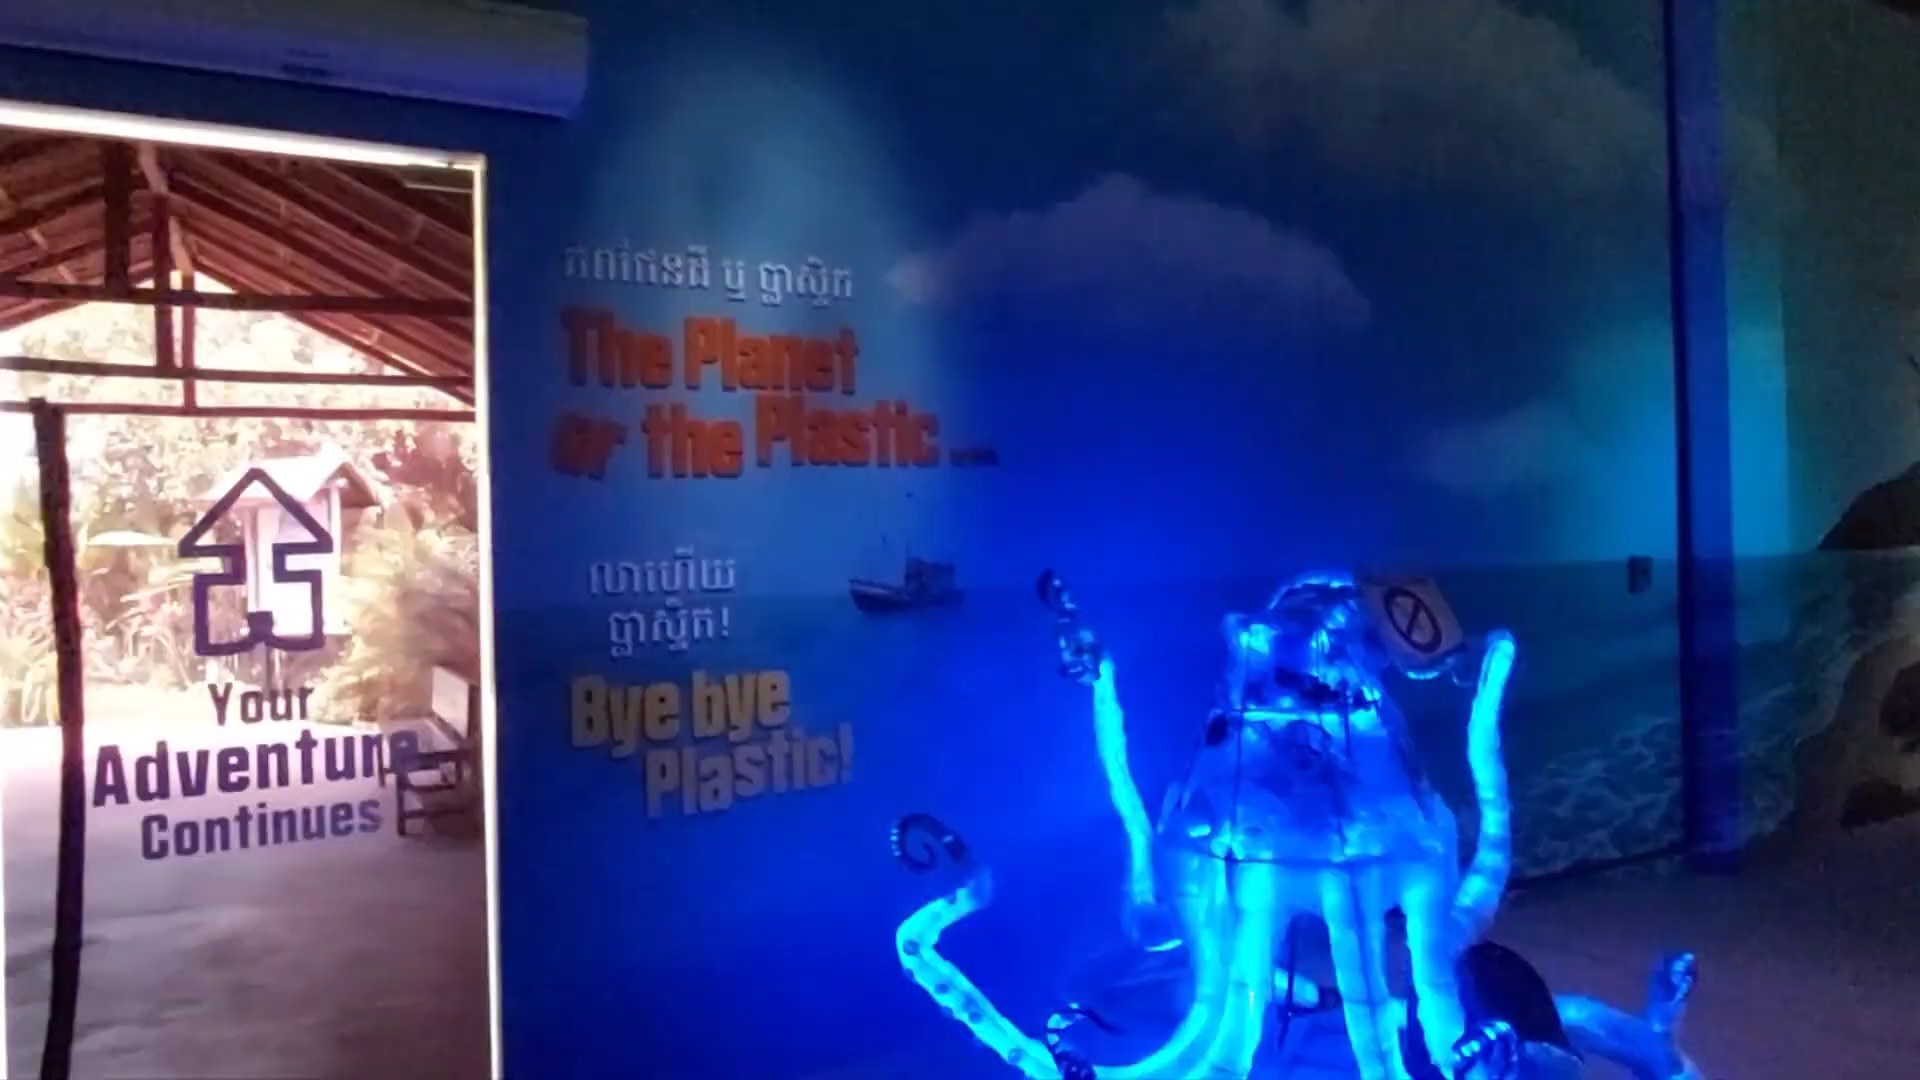 ភពផែនដី ឬ ប្លាស្ទិក
The Planet
or the Plastic
លាហើយ
ប្លាស្ទិក!
Bye bye
Plastic!
Your
Adventure
Continues